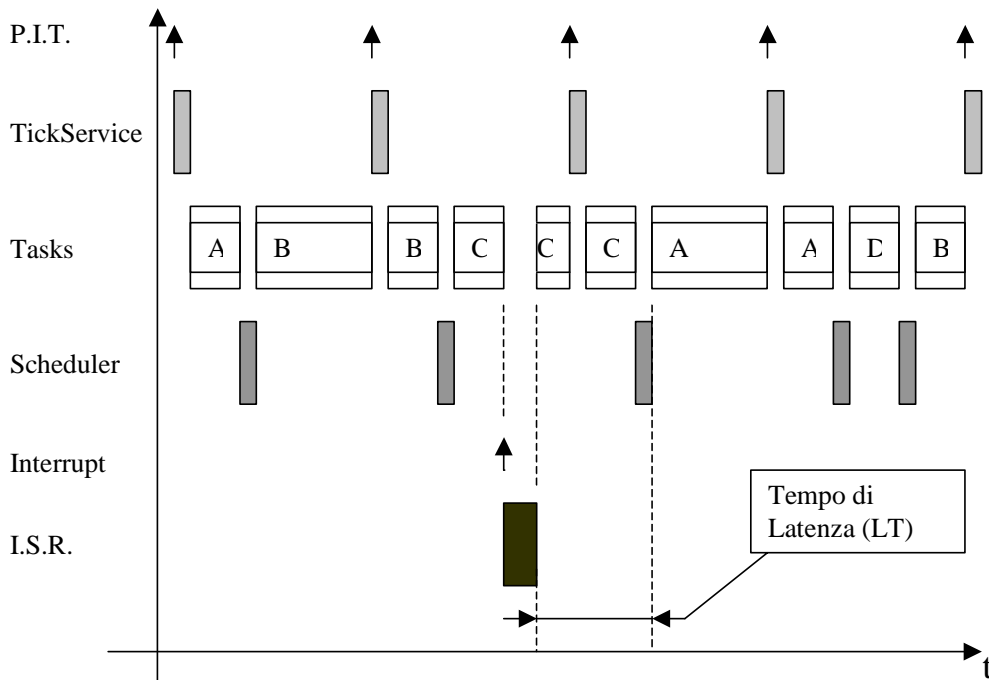 P.I.T.
TickService
Tasks
A
B
B
C
C
C
A
A
D
B
Scheduler
Interrupt
I.S.R.
Tempo di
Latenza (LT)
t